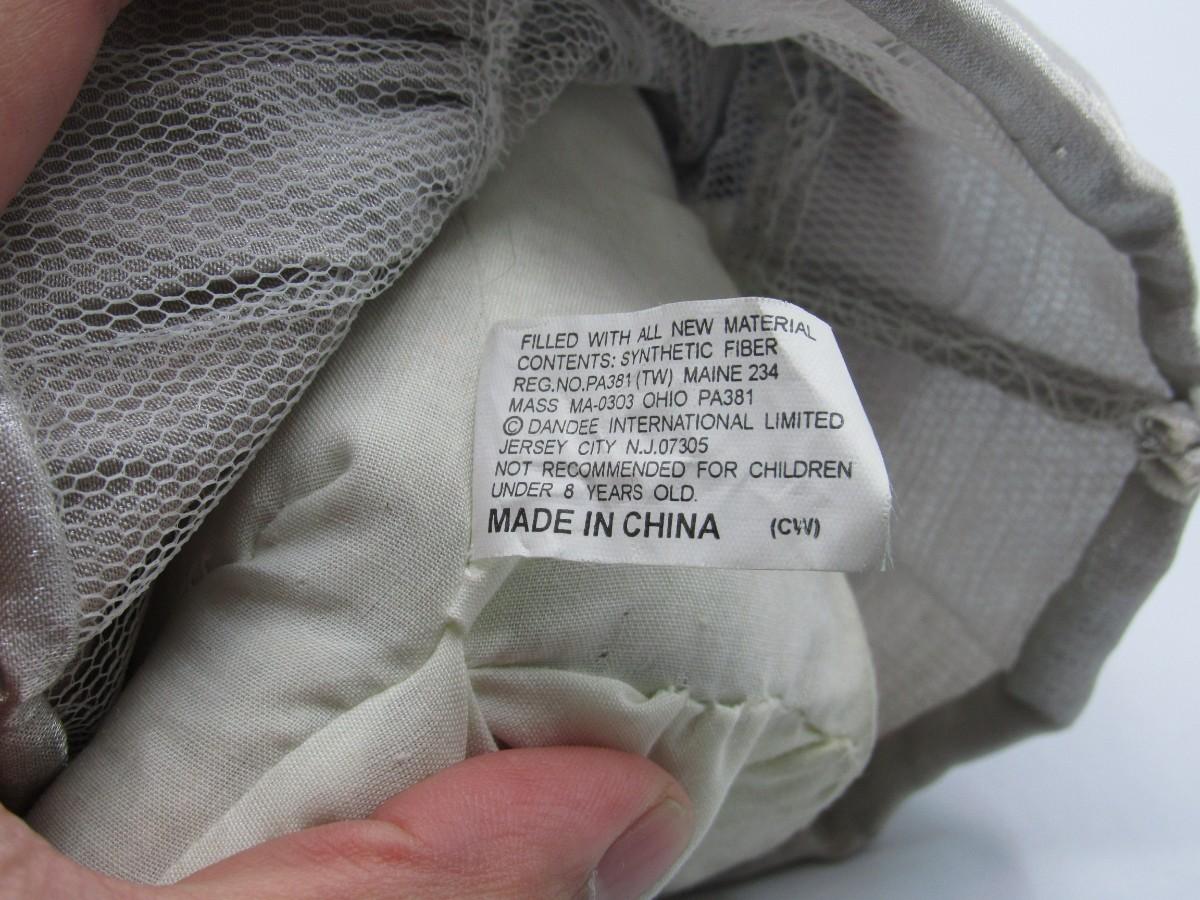 FILLED WITH ALL NEW MATERIAL
CONTENTS: SYNTHETIC FIBER
REG.NO.PA381(TW) MAINE 234
MASS MA-0303 OHIO PA381
© DANDEE INTERNATIONAL LIMITED
JERSEY CITY N.J.07305
NOT RECOMMENDED FOR CHILDREN
UNDER 8 YEARS OLD.
MADE IN CHINA (CW)